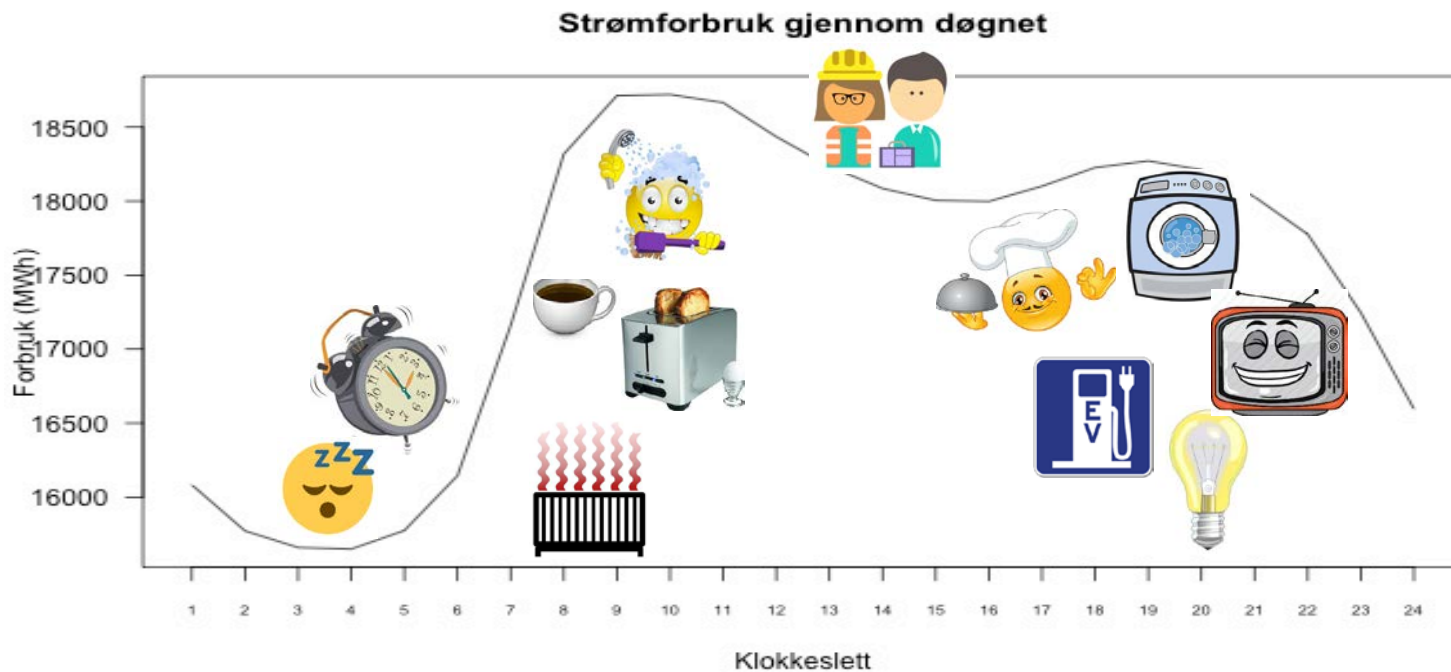 Strømforbruk gjennom døgnet
Forbruk (MWh)
18500
18000
17500
17000
16500
16000
z z Z
E
V
1 2 3 4 5 6 7 8 9 10 11 12 13 14 15 16 17 18 19 20 21 22 23 24
Klokkeslett